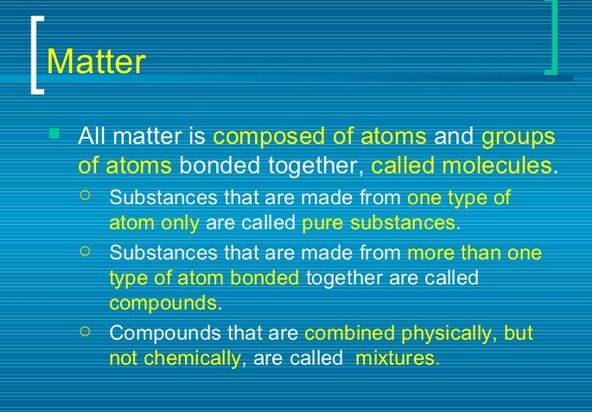 Matter
All matter is composed of atoms and groups
of atoms bonded together, called molecules.
Substances that are made from one type of
atom only are called pure substances.
Substances that are made from more than one
type of atom bonded together are called
compounds.
Compounds that are combined physically, but
not chemically, are called  mixtures.